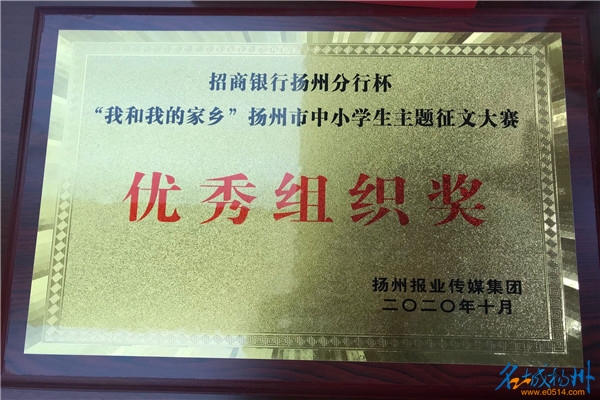 招商银行扬州分行杯
“我和我的家乡”扬州市中小学生主题征文大赛
优秀组织奖
扬州报业传媒集团
二〇二〇年十月
名城扬州
www.e0514.com